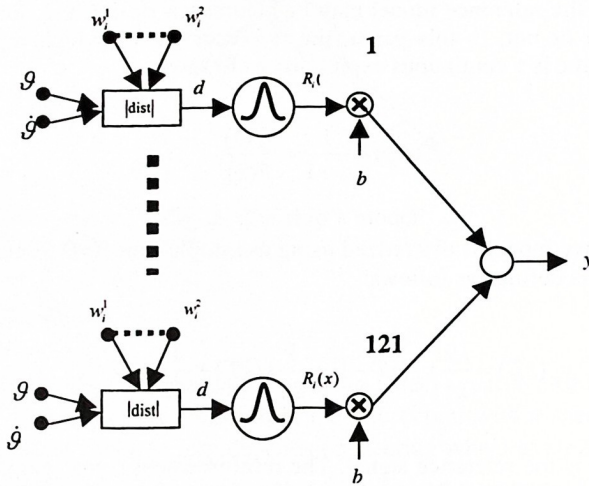 w_i^1 w_i^2
1
ϑ
ϑ̇
|dist|
d
R_i(
b
y
w_i^1 w_i^2
121
ϑ
ϑ̇
|dist|
d
R_i(x)
b